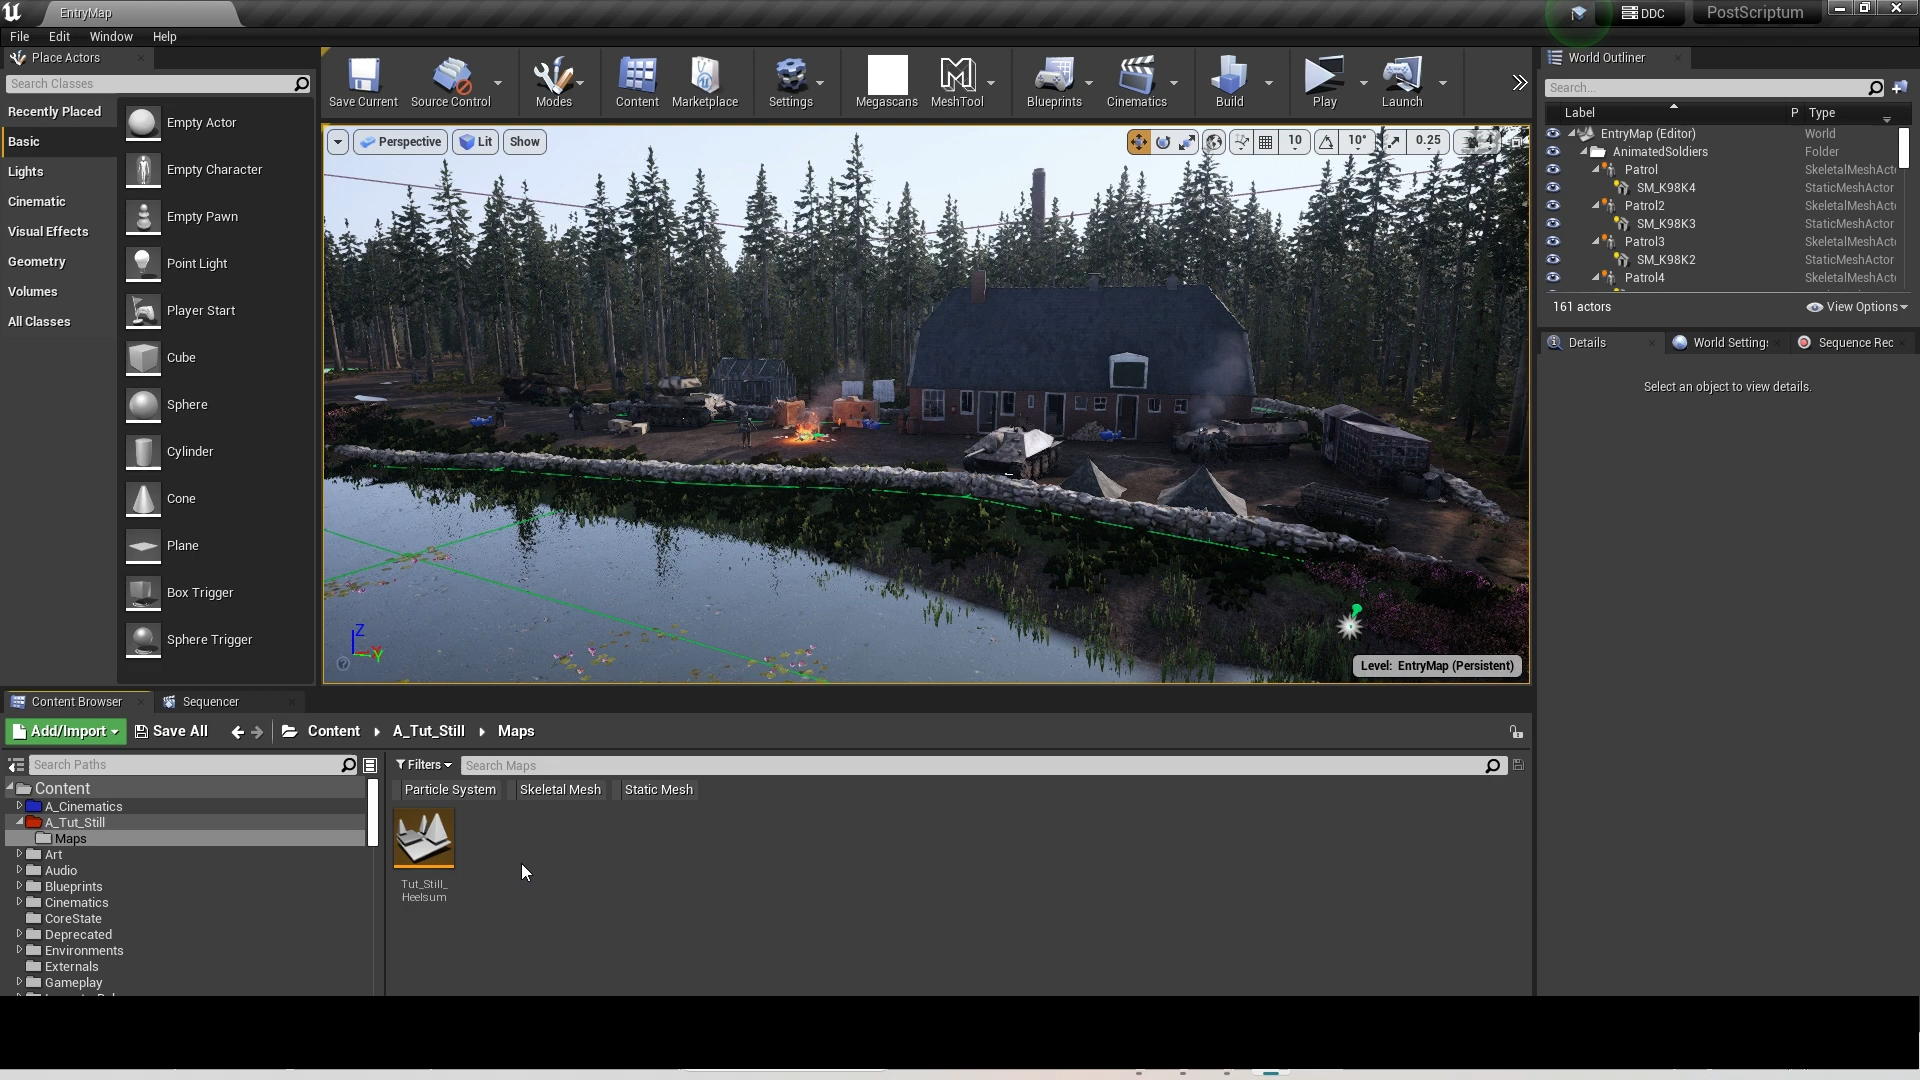 EntryMap
DDC
PostScriptum
File Edit Window Help
Place Actors
Search Classes
Recently Placed
Basic
Lights
Cinematic
Visual Effects
Geometry
Volumes
All Classes
Empty Actor
Empty Character
Empty Pawn
Point Light
Player Start
Cube
Sphere
Cylinder
Cone
Plane
Box Trigger
Sphere Trigger
Save Current Source Control Modes Content Marketplace Settings Megascans MeshTool Blueprints Cinematics Build Play Launch
Perspective Lit Show
10 10° 0.25 4
Z
Y
Level: EntryMap (Persistent)
World Outliner
Search...
Label P Type
EntryMap (Editor) World
AnimatedSoldiers Folder
Patrol SkeletalMeshActo
SM_K98K4 StaticMeshActor
Patrol2 SkeletalMeshActo
SM_K98K3 StaticMeshActor
Patrol3 SkeletalMeshActo
SM_K98K2 StaticMeshActor
Patrol4 SkeletalMeshActo
161 actors View Options
Details World Settings Sequence Rec
Select an object to view details.
Content Browser Sequencer
Add/Import Save All Content A_Tut_Still Maps
Search Paths
Content
A_Cinematics
A_Tut_Still
Maps
Art
Audio
Blueprints
Cinematics
CoreState
Deprecated
Environments
Externals
Gameplay
Filters Search Maps
Particle System Skeletal Mesh Static Mesh
Tut_Still_
Heelsum